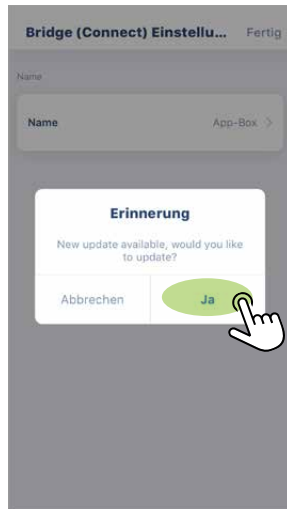 Bridge (Connect) Einstellu... Fertig
Name
Name App-Box >
Erinnerung
New update available, would you like
to update?
Abbrechen Ja